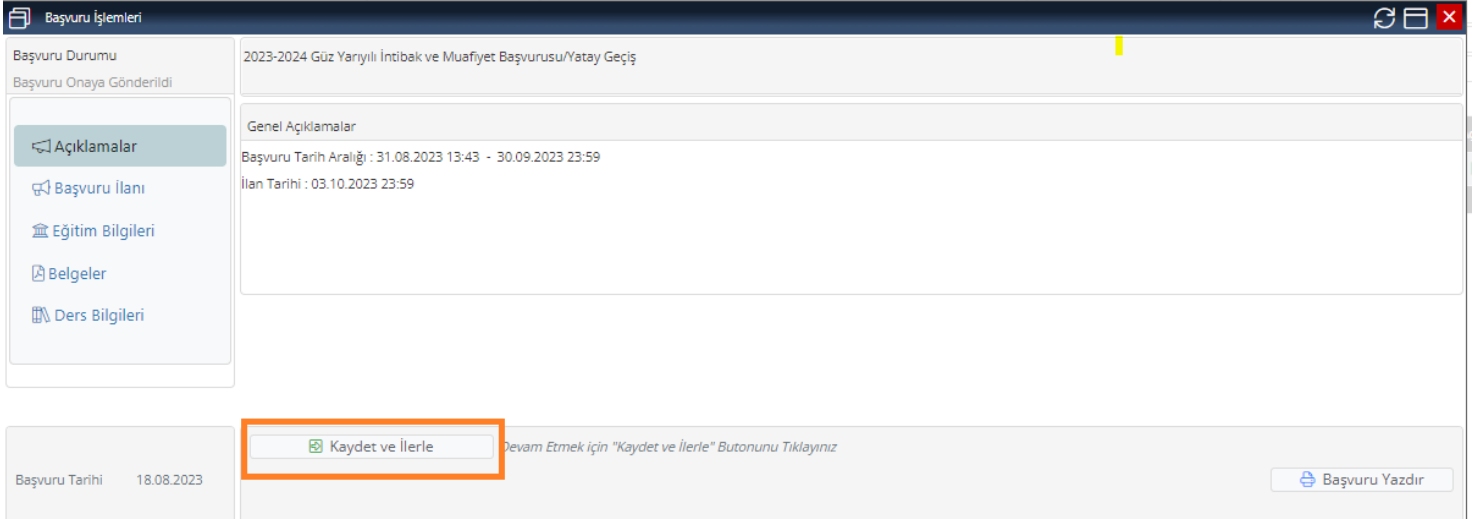 Başvuru İşlemleri
Başvuru Durumu
Başvuru Onaya Gönderildi
2023-2024 Güz Yarıyılı İntibak ve Muafiyet Başvurusu/Yatay Geçiş
Açıklamalar
Başvuru İlanı
Eğitim Bilgileri
Belgeler
Ders Bilgileri
Genel Açıklamalar
Başvuru Tarih Aralığı : 31.08.2023 13:43 - 30.09.2023 23:59
İlan Tarihi : 03.10.2023 23:59
Kaydet ve İlerle
Devam Etmek için "Kaydet ve İlerle" Butonunu Tıklayınız
Başvuru Tarihi 18.08.2023
Başvuru Yazdır